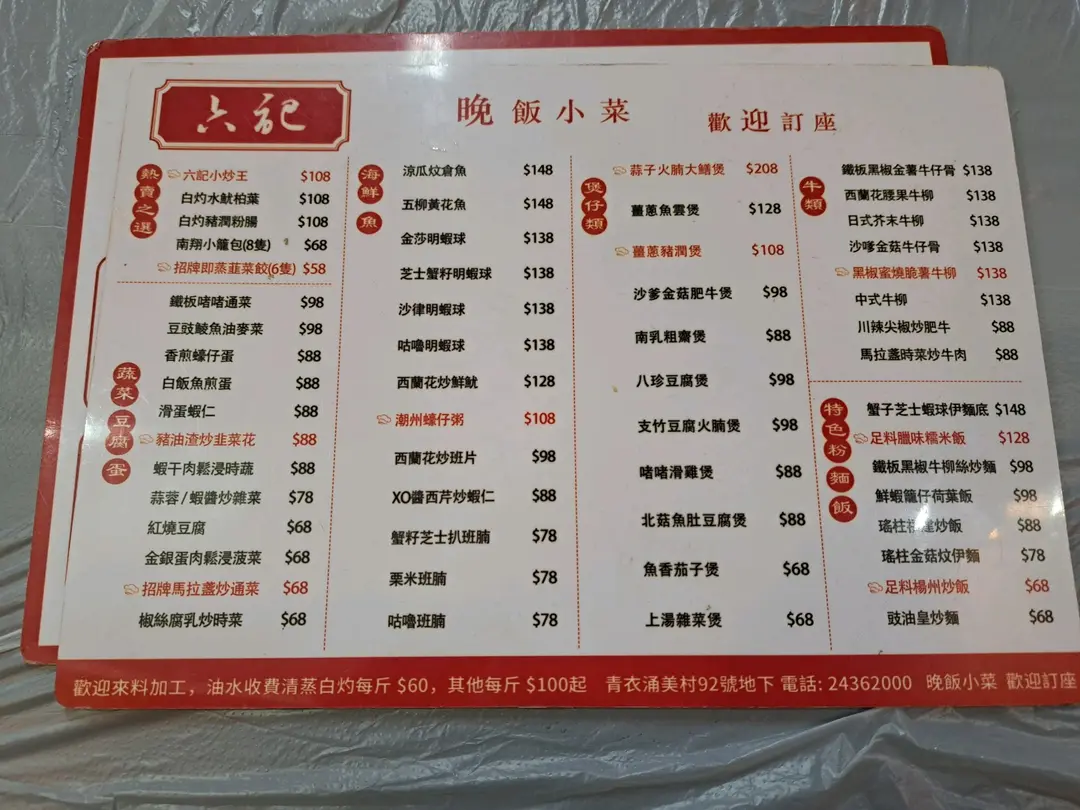 六記
晚飯小菜
歡迎訂座
熱賣之選
六記小炒王 $108
白灼水魷柏葉 $108
白灼豬潤粉腸 $108
南翔小籠包(8隻) $68
招牌即蒸韮菜餃(6隻) $58
蔬菜 豆腐 蛋
鐵板啫啫通菜 $98
豆豉鯪魚油麥菜 $98
香煎蠔仔蛋 $88
白飯魚煎蛋 $88
滑蛋蝦仁 $88
豬油渣炒韭菜花 $88
蝦干肉鬆浸時蔬 $88
蒜蓉/蝦醬炒雜菜 $78
紅燒豆腐 $68
金銀蛋肉鬆浸菠菜 $68
招牌馬拉盞炒通菜 $68
椒絲腐乳炒時菜 $68
海鮮 魚
涼瓜炆倉魚 $148
五柳黃花魚 $148
金莎明蝦球 $138
芝士蟹籽明蝦球 $138
沙律明蝦球 $138
咕嚕明蝦球 $138
西蘭花炒鮮魷 $128
潮州蠔仔粥 $108
西蘭花炒班片 $98
XO醬西芹炒蝦仁 $88
蟹籽芝士扒班腩 $78
栗米班腩 $78
咕嚕班腩 $78
煲仔類
蒜子火腩大鱔煲 $208
薑蔥魚雲煲 $128
薑蔥豬潤煲 $108
沙爹金菇肥牛煲 $98
南乳粗齋煲 $88
八珍豆腐煲 $98
支竹豆腐火腩煲 $98
啫啫滑雞煲 $88
北菇魚肚豆腐煲 $88
魚香茄子煲 $68
上湯雜菜煲 $68
牛類
鐵板黑椒金薯牛仔骨 $138
西蘭花腰果牛柳 $138
日式芥末牛柳 $138
沙嗲金菇牛仔骨 $138
黑椒蜜燒脆薯牛柳 $138
中式牛柳 $138
川辣尖椒炒肥牛 $88
馬拉盞時菜炒牛肉 $88
特色粉麵飯
蟹子芝士蝦球伊麵底 $148
足料臘味糯米飯 $128
鐵板黑椒牛柳絲炒麵 $98
鮮蝦籠仔荷葉飯 $98
瑤柱福建炒飯 $88
瑤柱金菇炆伊麵 $78
足料楊州炒飯 $68
豉油皇炒麵 $68
歡迎來料加工，油水收費清蒸白灼每斤 $60，其他每斤 $100起 青衣涌美村92號地下 電話: 24362000 晚飯小菜 歡迎訂座